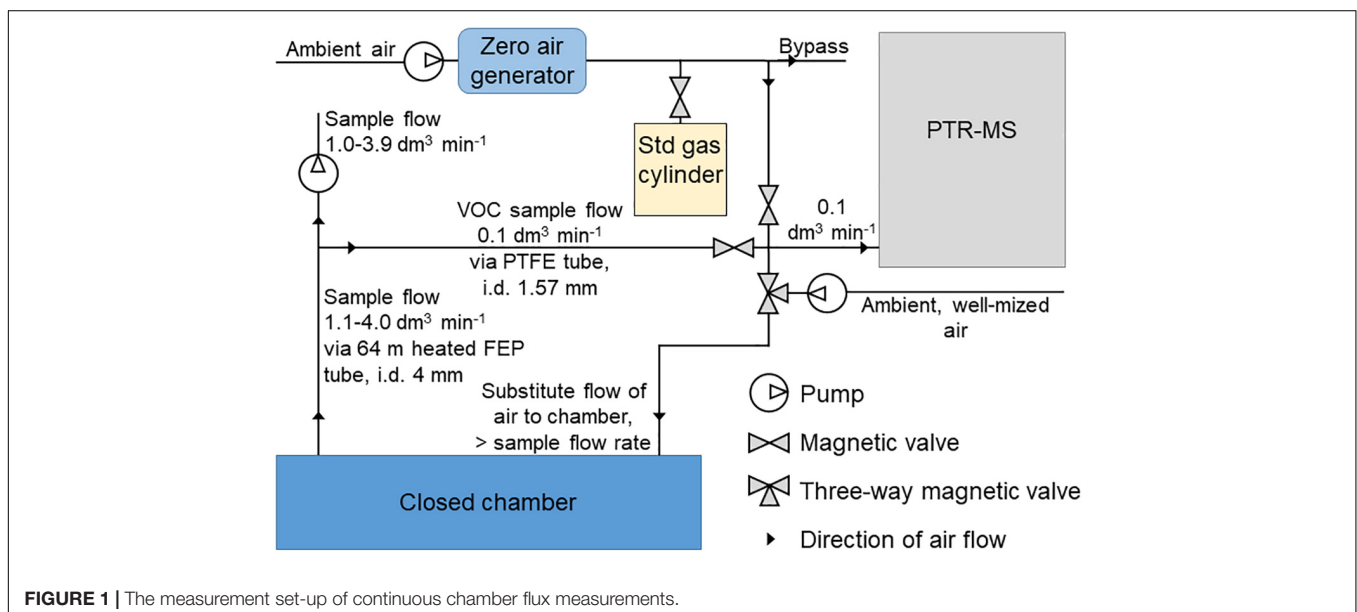 Ambient air
Zero air
generator
Bypass
PTR-MS
Sample flow
1.0-3.9 dm³ min⁻¹
Std gas
cylinder
VOC sample flow
0.1 dm³ min⁻¹
via PTFE tube,
i.d. 1.57 mm
0.1
dm³ min⁻¹
Sample flow
1.1-4.0 dm³ min⁻¹
via 64 m heated FEP
tube, i.d. 4 mm
Ambient, well-mized
air
Substitute flow of
air to chamber,
> sample flow rate
Closed chamber
Pump
Magnetic valve
Three-way magnetic valve
Direction of air flow
FIGURE 1 | The measurement set-up of continuous chamber flux measurements.